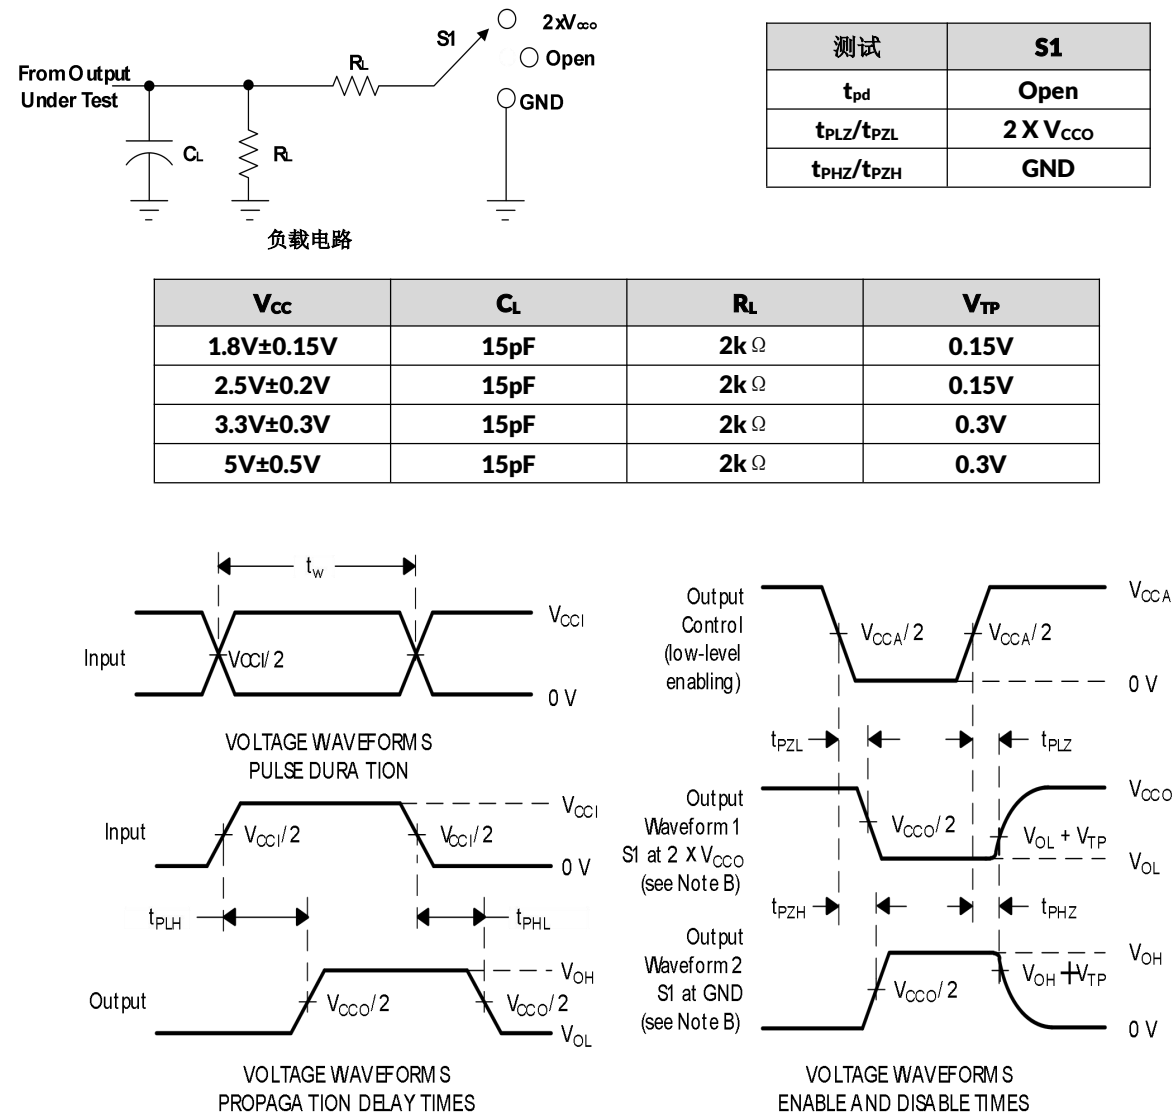 2xVcco
S1
Open
RL
From Output
Under Test
GND
CL
RL
负载电路
测试 S1
tpd Open
tPLZ/tPZL 2 X VCCO
tPHZ/tPZH GND
VCC CL RL VTP
1.8V±0.15V 15pF 2kΩ 0.15V
2.5V±0.2V 15pF 2kΩ 0.15V
3.3V±0.3V 15pF 2kΩ 0.3V
5V±0.5V 15pF 2kΩ 0.3V
tw
VCCI
Input
VCCI/2
0 V
VOLTAGE WAVEFORMS
PULSE DURATION
VCCI
Input
VCCI/2
VCCI/2
0 V
tPLH
tPHL
VOH
Output
VCCO/2
VCCO/2
VOL
VOLTAGE WAVEFORMS
PROPAGATION DELAY TIMES
Output
Control
(low-level
enabling)
VCCA
VCCA/2
VCCA/2
0 V
tPZL
tPLZ
Output
Waveform 1
S1 at 2 X VCCO
(see Note B)
VCCO
VCCO/2
VOL + VTP
VOL
tPZH
tPHZ
Output
Waveform 2
S1 at GND
(see Note B)
VOH
VCCO/2
VOH +VTP
0 V
VOLTAGE WAVEFORMS
ENABLE AND DISABLE TIMES